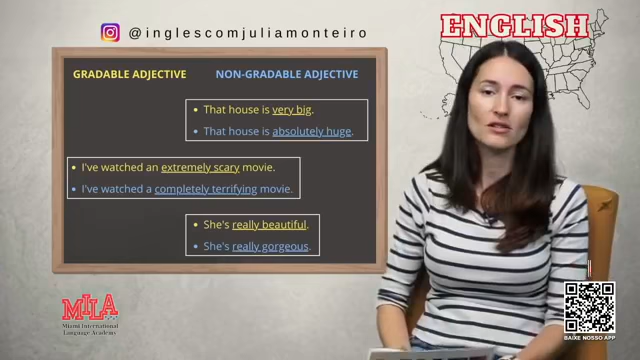 @inglescomjuliamonteiro
ENGLISH
GRADABLE ADJECTIVE
NON-GRADABLE ADJECTIVE
• That house is very big.
• That house is absolutely huge.
• I've watched an extremely scary movie.
• I've watched a completely terrifying movie.
• She's really beautiful.
• She's really gorgeous.
MILA
Miami International
Language Academy
BAIXE NOSSO APP